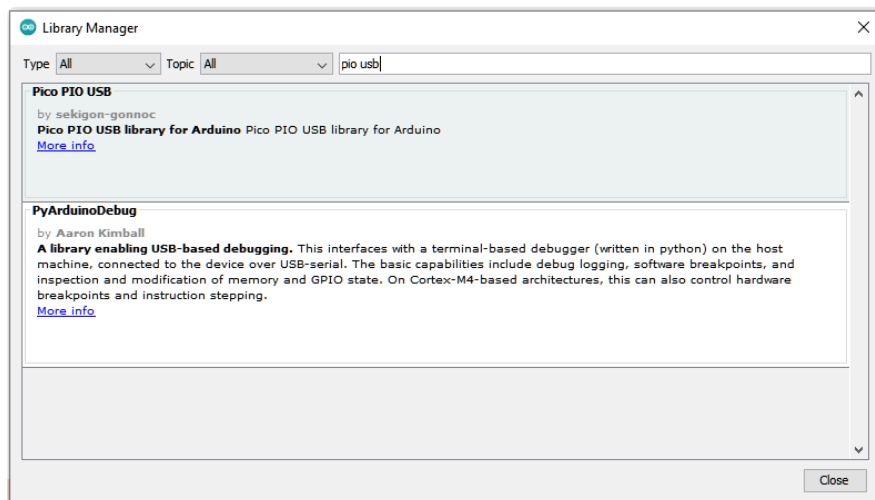 Library Manager
Type All Topic All pio usb
Pico PIO USB
by sekigon-gonnoc
Pico PIO USB library for Arduino Pico PIO USB library for Arduino
More info
PyArduinoDebug
by Aaron Kimball
A library enabling USB-based debugging. This interfaces with a terminal-based debugger (written in python) on the host
machine, connected to the device over USB-serial. The basic capabilities include debug logging, software breakpoints, and
inspection and modification of memory and GPIO state. On Cortex-M4-based architectures, this can also control hardware
breakpoints and instruction stepping.
More info
Close